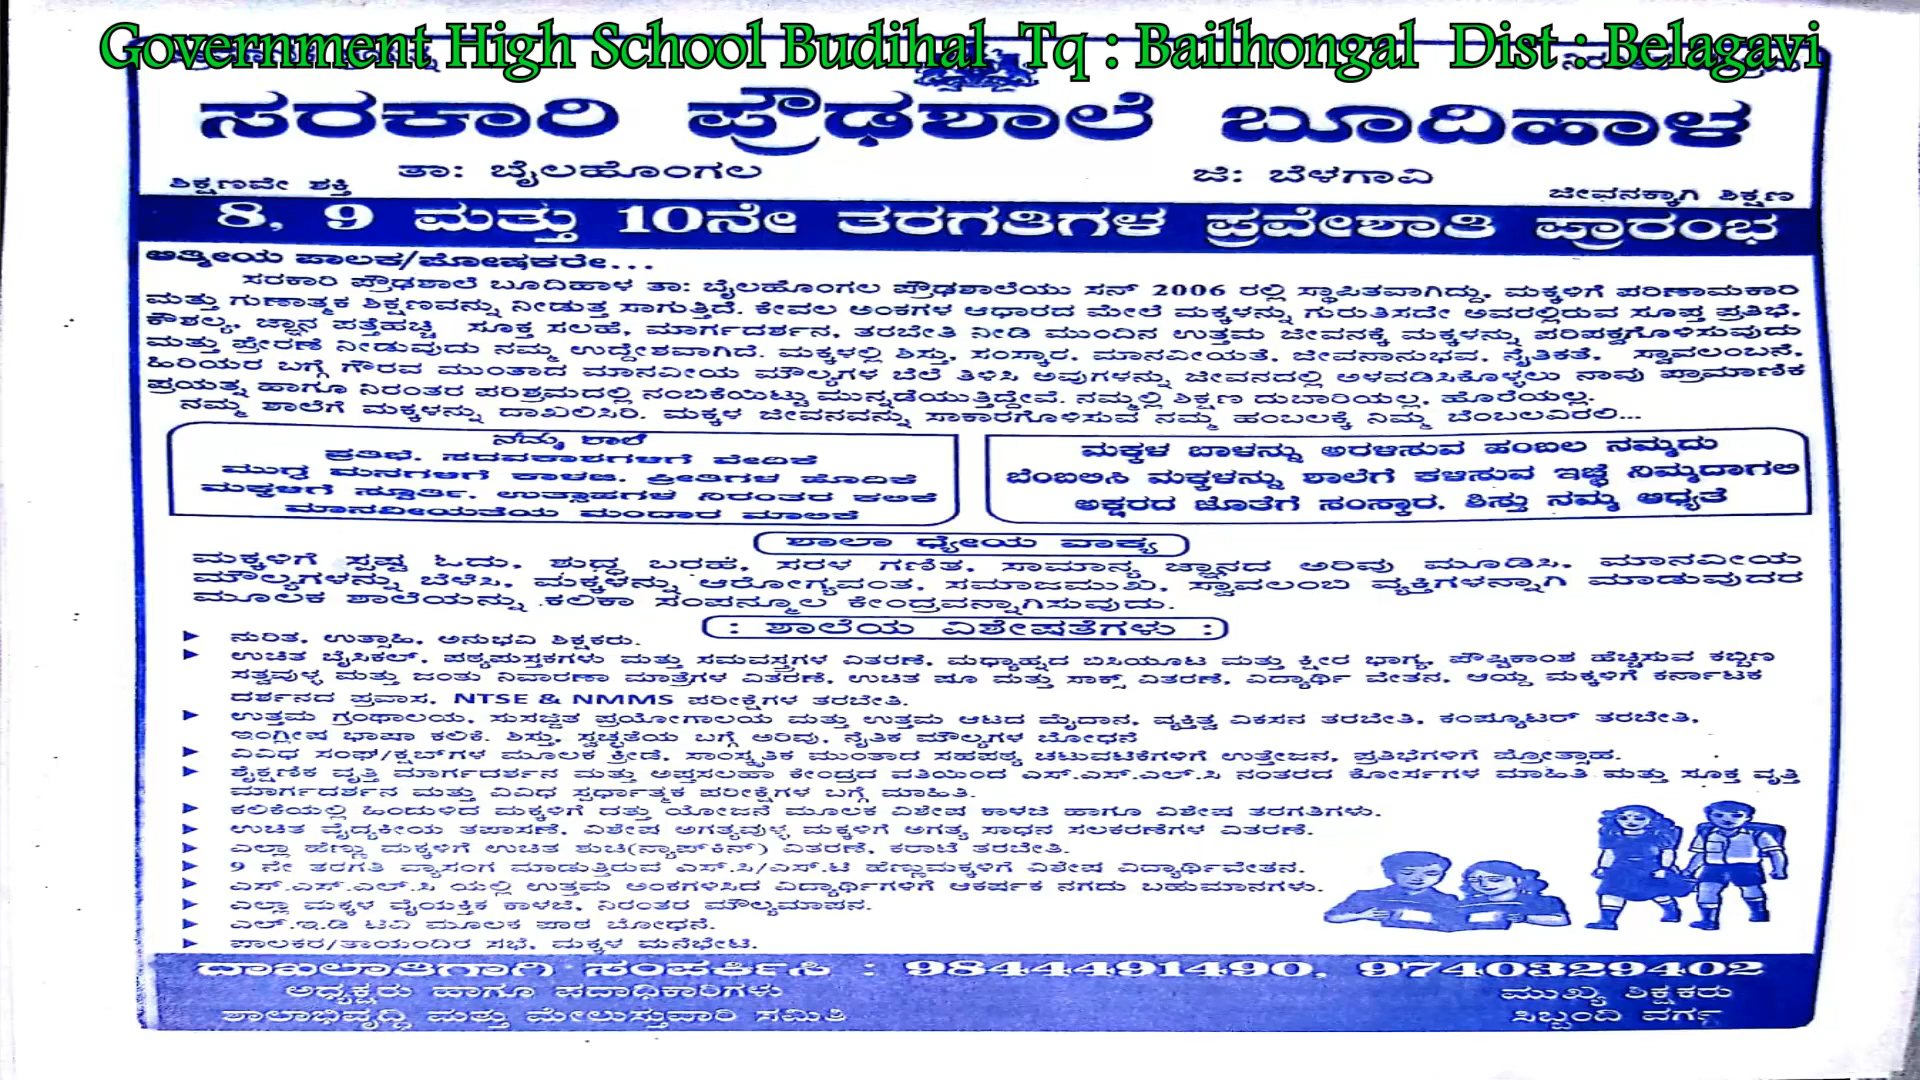 Government High School Budihal Tq : Bailhongal Dist : Belagavi
ಸರಕಾರಿ ಪ್ರೌಢಶಾಲೆ ಬೂದಿಹಾಳ
ತಾ: ಬೈಲಹೊಂಗಲ ಜಿ: ಬೆಳಗಾವಿ
ಶಿಕ್ಷಣವೇ ಶಕ್ತಿ ಜೀವನಕ್ಕಾಗಿ ಶಿಕ್ಷಣ
8, 9 ಮತ್ತು 10ನೇ ತರಗತಿಗಳ ಪ್ರವೇಶಾತಿ ಪ್ರಾರಂಭ
ಆತ್ಮೀಯ ಪಾಲಕ/ಪೋಷಕರೇ...
ಸರಕಾರಿ ಪ್ರೌಢಶಾಲೆ ಬೂದಿಹಾಳ ತಾ: ಬೈಲಹೊಂಗಲ ಪ್ರೌಢಶಾಲೆಯು ಸನ್ 2006 ರಲ್ಲಿ ಸ್ಥಾಪಿತವಾಗಿದ್ದು, ಮಕ್ಕಳಿಗೆ ಪರಿಣಾಮಕಾರಿ
ಮತ್ತು ಗುಣಾತ್ಮಕ ಶಿಕ್ಷಣವನ್ನು ನೀಡುತ್ತ ಸಾಗುತ್ತಿದೆ. ಕೇವಲ ಅಂಕಗಳ ಆಧಾರದ ಮೇಲೆ ಮಕ್ಕಳನ್ನು ಗುರುತಿಸದೇ ಅವರಲ್ಲಿರುವ ಸೂಪ್ತ ಪ್ರತಿಭೆ,
ಕೌಶಲ್ಯ, ಜ್ಞಾನ ಪತ್ತೆಹಚ್ಚಿ ಸೂಕ್ತ ಸಲಹೆ, ಮಾರ್ಗದರ್ಶನ, ತರಬೇತಿ ನೀಡಿ ಮುಂದಿನ ಉತ್ತಮ ಜೀವನಕ್ಕೆ ಮಕ್ಕಳನ್ನು ಪರಿಪಕ್ವಗೊಳಿಸುವುದು
ಮತ್ತು ಪ್ರೇರಣೆ ನೀಡುವುದು ನಮ್ಮ ಉದ್ದೇಶವಾಗಿದೆ. ಮಕ್ಕಳಲ್ಲಿ ಶಿಸ್ತು, ಸಂಸ್ಕಾರ, ಮಾನವೀಯತೆ, ಜೀವನಾನುಭವ, ನೈತಿಕತೆ, ಸ್ವಾವಲಂಬನೆ,
ಹಿರಿಯರ ಬಗ್ಗೆ ಗೌರವ ಮುಂತಾದ ಮಾನವೀಯ ಮೌಲ್ಯಗಳ ಬೆಲೆ ತಿಳಿಸಿ ಅವುಗಳನ್ನು ಜೀವನದಲ್ಲಿ ಅಳವಡಿಸಿಕೊಳ್ಳಲು ನಾವು ಪ್ರಾಮಾಣಿಕ
ಪ್ರಯತ್ನ ಹಾಗೂ ನಿರಂತರ ಪರಿಶ್ರಮದಲ್ಲಿ ನಂಬಿಕೆಯಿಟ್ಟು ಮುನ್ನಡೆಯುತ್ತಿದ್ದೇವೆ. ನಮ್ಮಲ್ಲಿ ಶಿಕ್ಷಣ ದುಬಾರಿಯಲ್ಲ, ಹೊರೆಯಲ್ಲ.
ನಮ್ಮ ಶಾಲೆಗೆ ಮಕ್ಕಳನ್ನು ದಾಖಲಿಸಿರಿ. ಮಕ್ಕಳ ಜೀವನವನ್ನು ಸಾಕಾರಗೊಳಿಸುವ ನಮ್ಮ ಹಂಬಲಕ್ಕೆ ನಿಮ್ಮ ಬೆಂಬಲವಿರಲಿ...
ನಮ್ಮ ಶಾಲೆ
ಪ್ರತಿಭೆ, ಸದವಕಾಶಗಳಿಗೆ ವೇದಿಕೆ
ಮುಗ್ಧ ಮನಗಳಿಗೆ ಕಾಳಜಿ, ಪ್ರೀತಿಗಳ ಹೊದಿಕೆ
ಮಕ್ಕಳಿಗೆ ಸ್ಫೂರ್ತಿ, ಉತ್ಸಾಹಗಳ ನಿರಂತರ ಕಲಿಕೆ
ಮಾನವೀಯತೆಯ ಮಂದಾರ ಮಾಲಿಕೆ
ಮಕ್ಕಳ ಬಾಳನ್ನು ಅರಳಿಸುವ ಹಂಬಲ ನಮ್ಮದು
ಬೆಂಬಲಿಸಿ ಮಕ್ಕಳನ್ನು ಶಾಲೆಗೆ ಕಳಿಸುವ ಇಚ್ಛೆ ನಿಮ್ಮದಾಗಲಿ
ಅಕ್ಷರದ ಜೊತೆಗೆ ಸಂಸ್ಕಾರ, ಶಿಸ್ತು ನಮ್ಮ ಆಧ್ಯತೆ
ಶಾಲಾ ಧ್ಯೇಯ ವಾಕ್ಯ
ಮಕ್ಕಳಿಗೆ ಸ್ಪಷ್ಟ ಓದು, ಶುದ್ಧ ಬರಹ, ಸರಳ ಗಣಿತ, ಸಾಮಾನ್ಯ ಜ್ಞಾನದ ಅರಿವು ಮೂಡಿಸಿ, ಮಾನವೀಯ
ಮೌಲ್ಯಗಳನ್ನು ಬೆಳೆಸಿ, ಮಕ್ಕಳನ್ನು ಆರೋಗ್ಯವಂತ, ಸಮಾಜಮುಖಿ, ಸ್ವಾವಲಂಬಿ ವ್ಯಕ್ತಿಗಳನ್ನಾಗಿ ಮಾಡುವುದರ
ಮೂಲಕ ಶಾಲೆಯನ್ನು ಕಲಿಕಾ ಸಂಪನ್ಮೂಲ ಕೇಂದ್ರವನ್ನಾಗಿಸುವುದು.
: ಶಾಲೆಯ ವಿಶೇಷತೆಗಳು :
ನುರಿತ, ಉತ್ಸಾಹಿ, ಅನುಭವಿ ಶಿಕ್ಷಕರು.
ಉಚಿತ ಬೈಸಿಕಲ್, ಪಠ್ಯಪುಸ್ತಕಗಳು ಮತ್ತು ಸಮವಸ್ತ್ರಗಳ ವಿತರಣೆ, ಮಧ್ಯಾಹ್ನದ ಬಿಸಿಯೂಟ ಮತ್ತು ಕ್ಷೀರ ಭಾಗ್ಯ, ಪೌಷ್ಟಿಕಾಂಶ ಹೆಚ್ಚಿಸುವ ಕಬ್ಬಿಣ
ಸತ್ವವುಳ್ಳ ಮತ್ತು ಜಂತು ನಿವಾರಣಾ ಮಾತ್ರೆಗಳ ವಿತರಣೆ, ಉಚಿತ ಷೂ ಮತ್ತು ಸಾಕ್ಸ್ ವಿತರಣೆ, ವಿದ್ಯಾರ್ಥಿ ವೇತನ, ಆಯ್ದ ಮಕ್ಕಳಿಗೆ ಕರ್ನಾಟಕ
ದರ್ಶನದ ಪ್ರವಾಸ, NTSE & NMMS ಪರೀಕ್ಷೆಗಳ ತರಬೇತಿ.
ಉತ್ತಮ ಗ್ರಂಥಾಲಯ, ಸುಸಜ್ಜಿತ ಪ್ರಯೋಗಾಲಯ ಮತ್ತು ಉತ್ತಮ ಆಟದ ಮೈದಾನ, ವ್ಯಕ್ತಿತ್ವ ವಿಕಸನ ತರಬೇತಿ, ಕಂಪ್ಯೂಟರ್ ತರಬೇತಿ,
ಇಂಗ್ಲೀಷ ಭಾಷಾ ಕಲಿಕೆ. ಶಿಸ್ತು, ಸ್ವಚ್ಛತೆಯ ಬಗ್ಗೆ ಅರಿವು, ನೈತಿಕ ಮೌಲ್ಯಗಳ ಬೋಧನೆ
ವಿವಿಧ ಸಂಘ/ಕ್ಲಬ್‌ಗಳ ಮೂಲಕ ಕ್ರೀಡೆ, ಸಾಂಸ್ಕೃತಿಕ ಮುಂತಾದ ಸಹಪಠ್ಯ ಚಟುವಟಿಕೆಗಳಿಗೆ ಉತ್ತೇಜನ, ಪ್ರತಿಭೆಗಳಿಗೆ ಪ್ರೋತ್ಸಾಹ.
ಶೈಕ್ಷಣಿಕ ವೃತ್ತಿ ಮಾರ್ಗದರ್ಶನ ಮತ್ತು ಆಪ್ತಸಲಹಾ ಕೇಂದ್ರದ ವತಿಯಿಂದ ಎಸ್.ಎಸ್.ಎಲ್.ಸಿ ನಂತರದ ಕೋರ್ಸಗಳ ಮಾಹಿತಿ ಮತ್ತು ಸೂಕ್ತ ವೃತ್ತಿ
ಮಾರ್ಗದರ್ಶನ ಮತ್ತು ವಿವಿಧ ಸ್ಪರ್ಧಾತ್ಮಕ ಪರೀಕ್ಷೆಗಳ ಬಗ್ಗೆ ಮಾಹಿತಿ.
ಕಲಿಕೆಯಲ್ಲಿ ಹಿಂದುಳಿದ ಮಕ್ಕಳಿಗೆ ದತ್ತು ಯೋಜನೆ ಮೂಲಕ ವಿಶೇಷ ಕಾಳಜಿ ಹಾಗೂ ವಿಶೇಷ ತರಗತಿಗಳು.
ಉಚಿತ ವೈದ್ಯಕೀಯ ತಪಾಸಣೆ, ವಿಶೇಷ ಅಗತ್ಯವುಳ್ಳ ಮಕ್ಕಳಿಗೆ ಅಗತ್ಯ ಸಾಧನ ಸಲಕರಣೆಗಳ ವಿತರಣೆ.
ಎಲ್ಲಾ ಹೆಣ್ಣು ಮಕ್ಕಳಿಗೆ ಉಚಿತ ಶುಚಿ(ನ್ಯಾಪ್‌ಕಿನ್) ವಿತರಣೆ, ಕರಾಟೆ ತರಬೇತಿ.
9 ನೇ ತರಗತಿ ವ್ಯಾಸಂಗ ಮಾಡುತ್ತಿರುವ ಎಸ್.ಸಿ/ಎಸ್.ಟಿ ಹೆಣ್ಣುಮಕ್ಕಳಿಗೆ ವಿಶೇಷ ವಿದ್ಯಾರ್ಥಿವೇತನ.
ಎಸ್.ಎಸ್.ಎಲ್.ಸಿ ಯಲ್ಲಿ ಉತ್ತಮ ಅಂಕಗಳಿಸಿದ ವಿದ್ಯಾರ್ಥಿಗಳಿಗೆ ಆಕರ್ಷಕ ನಗದು ಬಹುಮಾನಗಳು.
ಎಲ್ಲಾ ಮಕ್ಕಳ ವೈಯಕ್ತಿಕ ಕಾಳಜಿ, ನಿರಂತರ ಮೌಲ್ಯಮಾಪನ.
ಎಲ್.ಇ.ಡಿ ಟಿವಿ ಮೂಲಕ ಪಾಠ ಬೋಧನೆ.
ಪಾಲಕರ/ತಾಯಂದಿರ ಸಭೆ, ಮಕ್ಕಳ ಮನೆಭೇಟಿ.
ದಾಖಲಾತಿಗಾಗಿ ಸಂಪರ್ಕಿಸಿ : 9844491490, 9740329402
ಅಧ್ಯಕ್ಷರು ಹಾಗೂ ಪದಾಧಿಕಾರಿಗಳು ಮುಖ್ಯ ಶಿಕ್ಷಕರು
ಶಾಲಾಭಿವೃದ್ಧಿ ಮತ್ತು ಮೇಲುಸ್ತುವಾರಿ ಸಮಿತಿ ಸಿಬ್ಬಂದಿ ವರ್ಗ